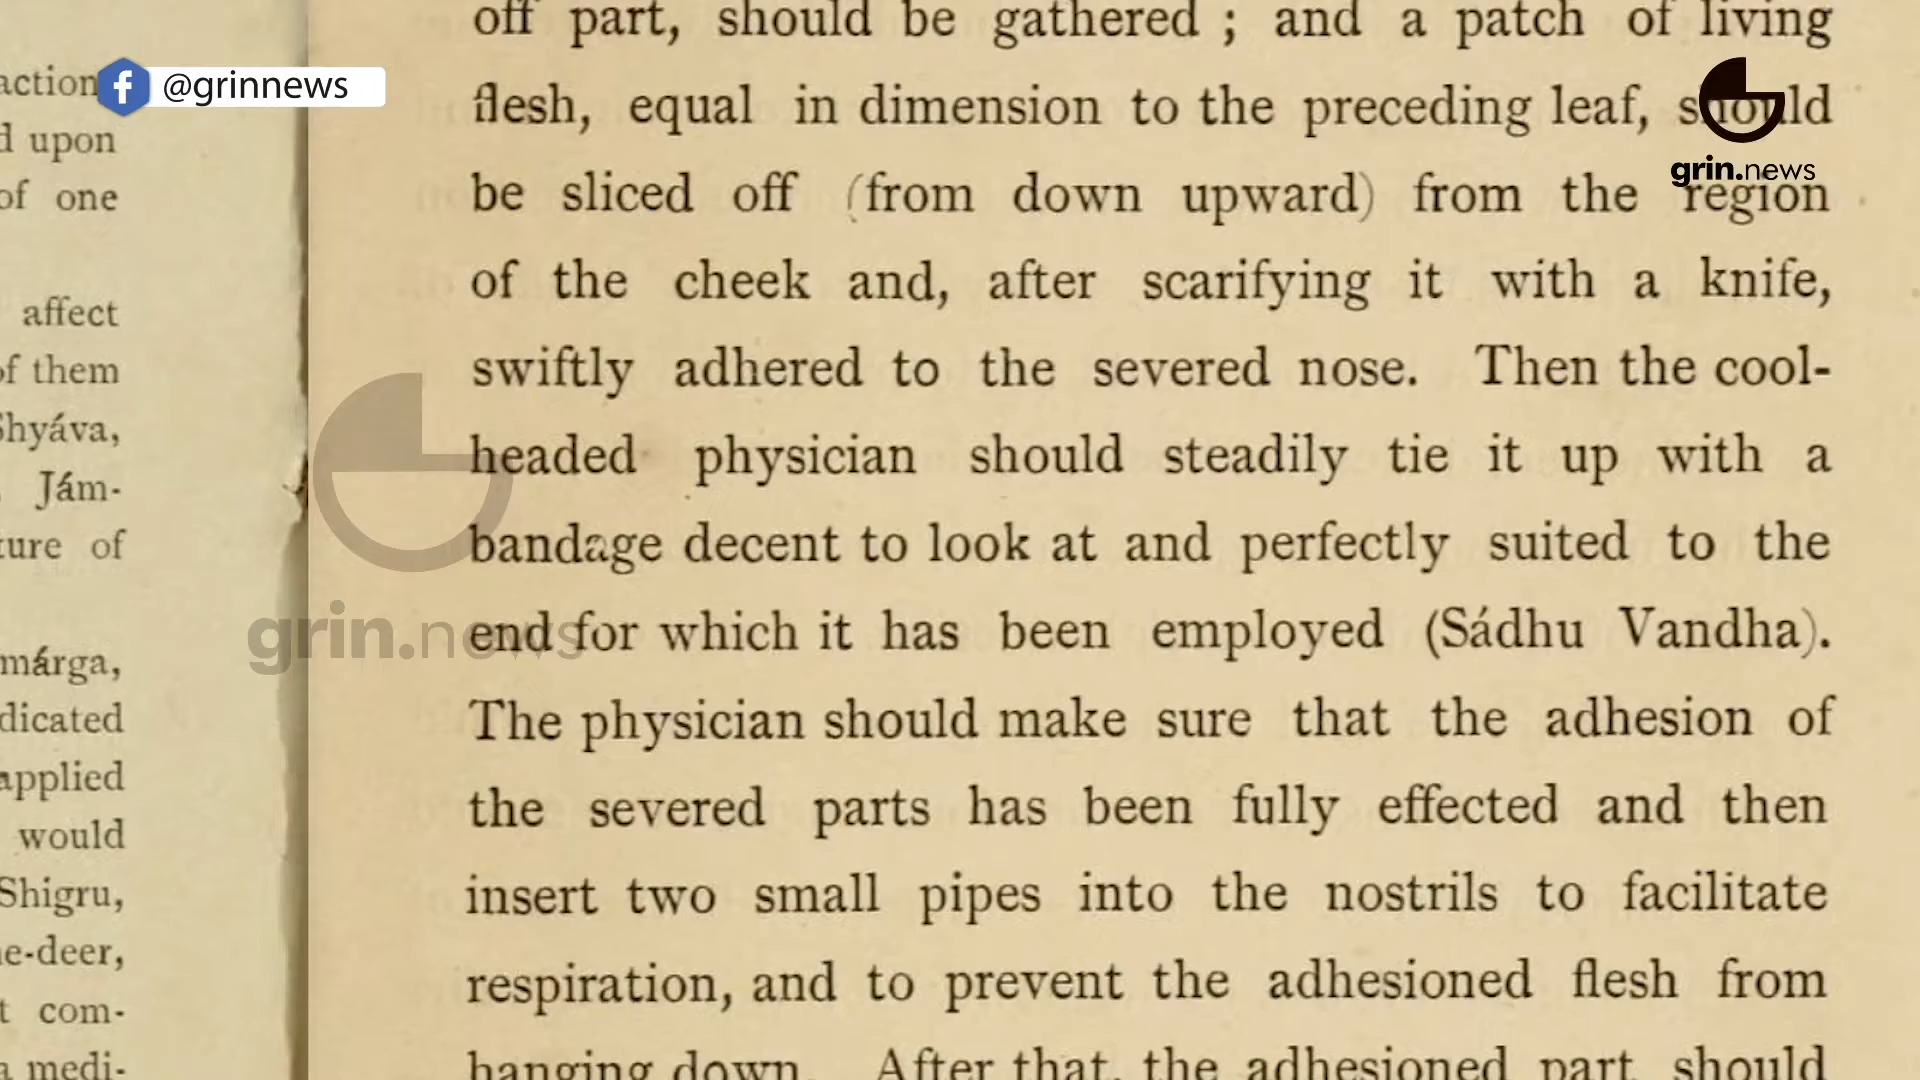 off part, should be gathered ; and a patch of living
flesh, equal in dimension to the preceding leaf, should
be sliced off (from down upward) from the region
of the cheek and, after scarifying it with a knife,
swiftly adhered to the severed nose. Then the cool-
headed physician should steadily tie it up with a
bandage decent to look at and perfectly suited to the
end for which it has been employed (Sádhu Vandha).
The physician should make sure that the adhesion of
the severed parts has been fully effected and then
insert two small pipes into the nostrils to facilitate
respiration, and to prevent the adhesioned flesh from
hanging down. After that, the adhesioned part should
action
d upon
of one
affect
of them
Shyáva,
Jám-
ture of
márga,
dicated
applied
would
Shigru,
e-deer,
t com-
a medi-
@grinnews
grin.news
grin.news